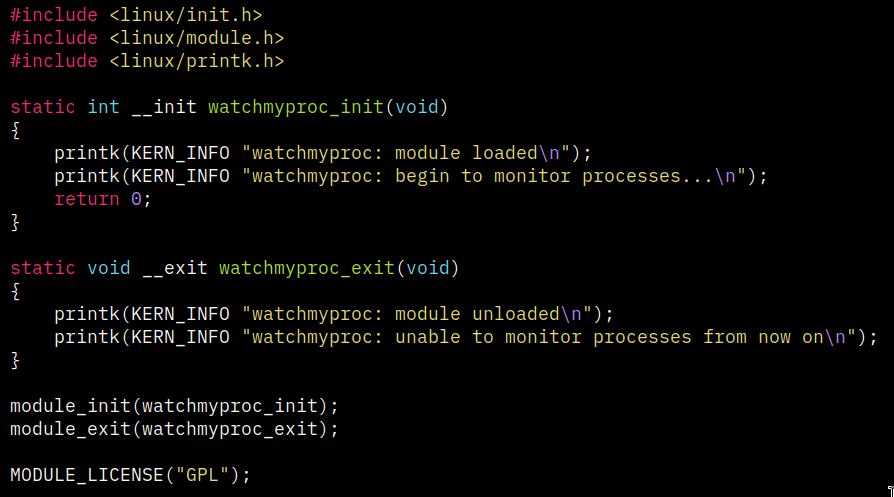 #include <linux/init.h>
#include <linux/module.h>
#include <linux/printk.h>
static int __init watchmyproc_init(void)
{
    printk(KERN_INFO "watchmyproc: module loaded\n");
    printk(KERN_INFO "watchmyproc: begin to monitor processes...\n");
    return 0;
}
static void __exit watchmyproc_exit(void)
{
    printk(KERN_INFO "watchmyproc: module unloaded\n");
    printk(KERN_INFO "watchmyproc: unable to monitor processes from now on\n");
}
module_init(watchmyproc_init);
module_exit(watchmyproc_exit);
MODULE_LICENSE("GPL");